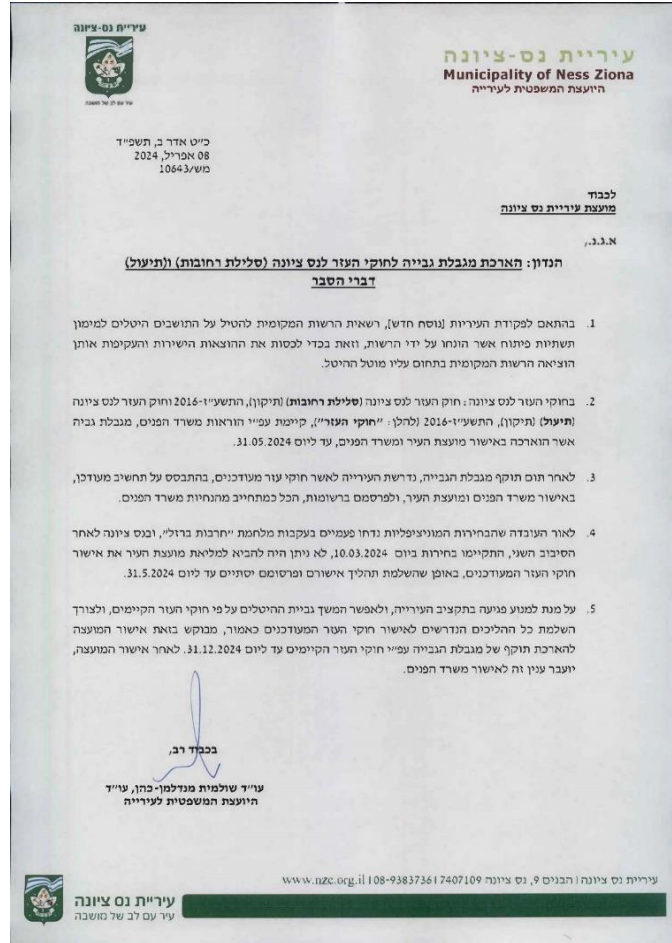 עיריית נס-ציונה
עיר עם לב של מושבה
עיריית נס-ציונה
Municipality of Ness Ziona
היועצת המשפטית לעירייה
כ״ט אדר ב, תשפ״ד
08 אפריל, 2024
מש/10643
לכבוד
מועצת עיריית נס ציונה
א.ג.נ.,
הנדון: הארכת מגבלת גבייה לחוקי העזר לנס ציונה (סלילת רחובות) ו(תיעול)
דברי הסבר
1. בהתאם לפקודת העיריות [נוסח חדש], רשאית הרשות המקומית להטיל על התושבים היטלים למימון
תשתיות פיתוח אשר הונחו על ידי הרשות, וזאת בכדי לכסות את ההוצאות הישירות והעקיפות אותן
הוציאה הרשות המקומית בתחום עליו מוטל ההיטל.
2. בחוקי העזר לנס ציונה: חוק העזר לנס ציונה (סלילת רחובות) (תיקון), התשע״ז-2016 וחוק העזר לנס ציונה
(תיעול) (תיקון), התשע״ז-2016 (להלן: "חוקי העזר"), קיימת עפ״י הוראות משרד הפנים, מגבלת גביה
אשר הוארכה באישור מועצת העיר ומשרד הפנים, עד ליום 31.05.2024.
3. לאחר תום תוקף מגבלת הגבייה, נדרשת העירייה לאשר חוקי עזר מעודכנים, בהתבסס על תחשיב מעודכן,
באישור משרד הפנים ומועצת העיר, ולפרסמם ברשומות, הכל כמתחייב מהנחיות משרד הפנים.
4. לאור העובדה שהבחירות המוניציפליות נדחו פעמיים בעקבות מלחמת ״חרבות ברזל״, ובנס ציונה לאחר
הסיבוב השני, התקיימו בחירות ביום 10.03.2024, לא ניתן היה להביא למליאת מועצת העיר את אישור
חוקי העזר המעודכנים, באופן שהשלמת תהליך אישורם ופרסומם יסתיים עד ליום 31.5.2024.
5. על מנת למנוע פגיעה בתקציב העירייה, ולאפשר המשך גביית ההיטלים על פי חוקי העזר הקיימים, ולצורך
השלמת כל ההליכים הנדרשים לאישור חוקי העזר המעודכנים כאמור, מבוקש בזאת אישור המועצה
להארכת תוקף של מגבלת הגבייה עפ״י חוקי העזר הקיימים עד ליום 31.12.2024. לאחר אישור המועצה,
יועבר ענין זה לאישור משרד הפנים.
בכבוד רב,
עו״ד שולמית מנדלמן-כהן, עו״ד
היועצת המשפטית לעירייה
עיריית נס ציונה | הבנים 9, נס ציונה 7407109 | 08-9383736 | www.nzc.org.il
עיריית נס ציונה
עיר עם לב של מושבה